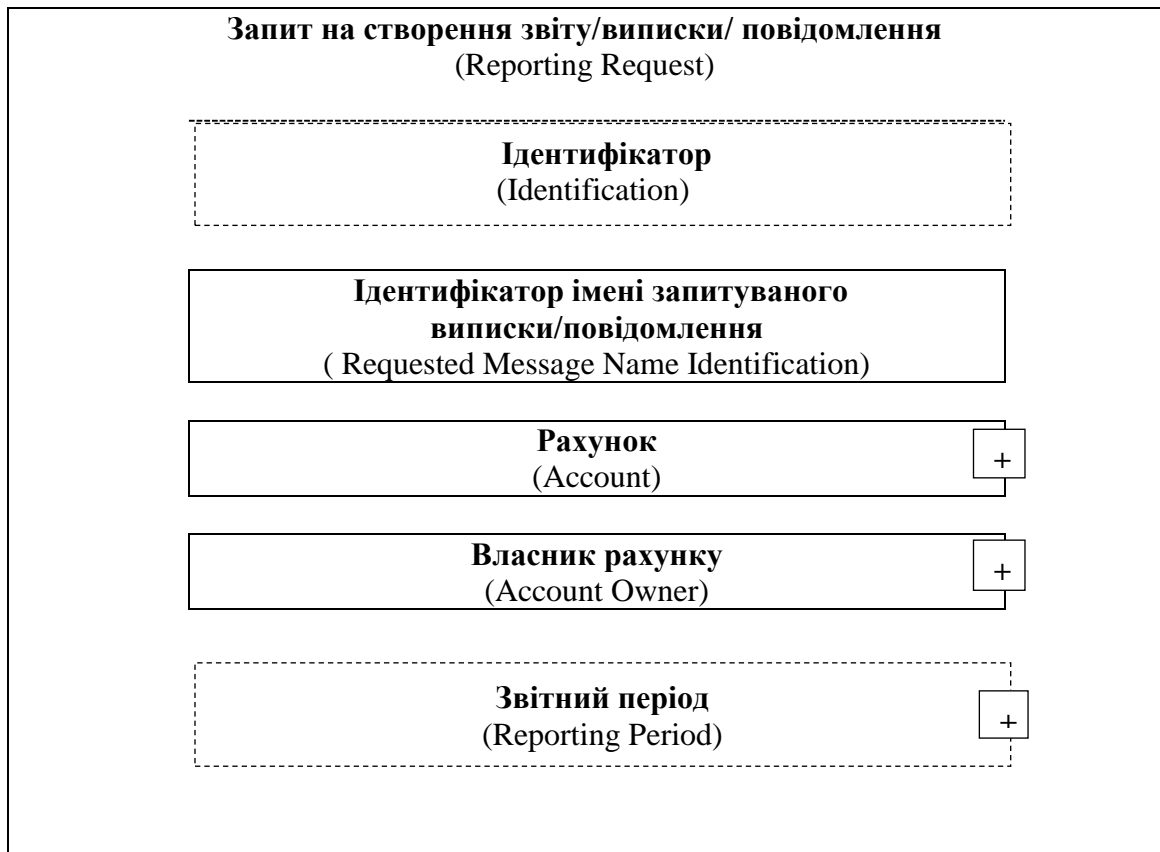 Запит на створення звіту/виписки/ повідомлення
(Reporting Request)
Ідентифікатор
(Identification)
Ідентифікатор імені запитуваного
виписки/повідомлення
( Requested Message Name Identification)
Рахунок
(Account)
+
Власник рахунку
(Account Owner)
+
Звітний період
(Reporting Period)
+